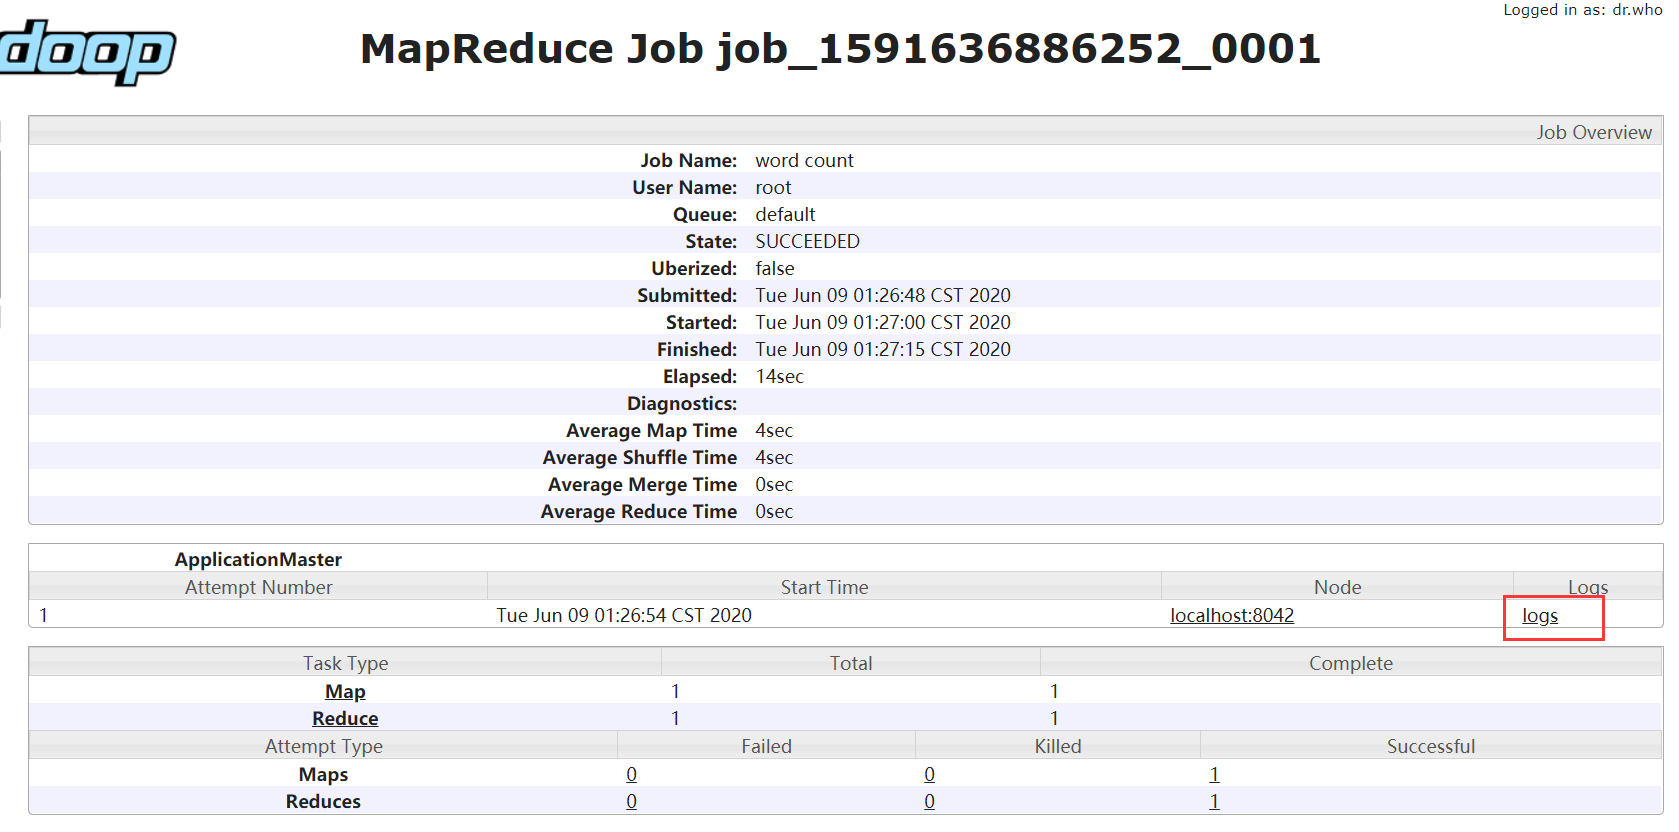 Logged in as: dr.who
doop
MapReduce Job job_1591636886252_0001
Job Overview
Job Name: word count
User Name: root
Queue: default
State: SUCCEEDED
Uberized: false
Submitted: Tue Jun 09 01:26:48 CST 2020
Started: Tue Jun 09 01:27:00 CST 2020
Finished: Tue Jun 09 01:27:15 CST 2020
Elapsed: 14sec
Diagnostics:
Average Map Time 4sec
Average Shuffle Time 4sec
Average Merge Time 0sec
Average Reduce Time 0sec
ApplicationMaster
Attempt Number Start Time Node Logs
1 Tue Jun 09 01:26:54 CST 2020 localhost:8042 logs
Task Type Total Complete
Map 1 1
Reduce 1 1
Attempt Type Failed Killed Successful
Maps 0 0 1
Reduces 0 0 1